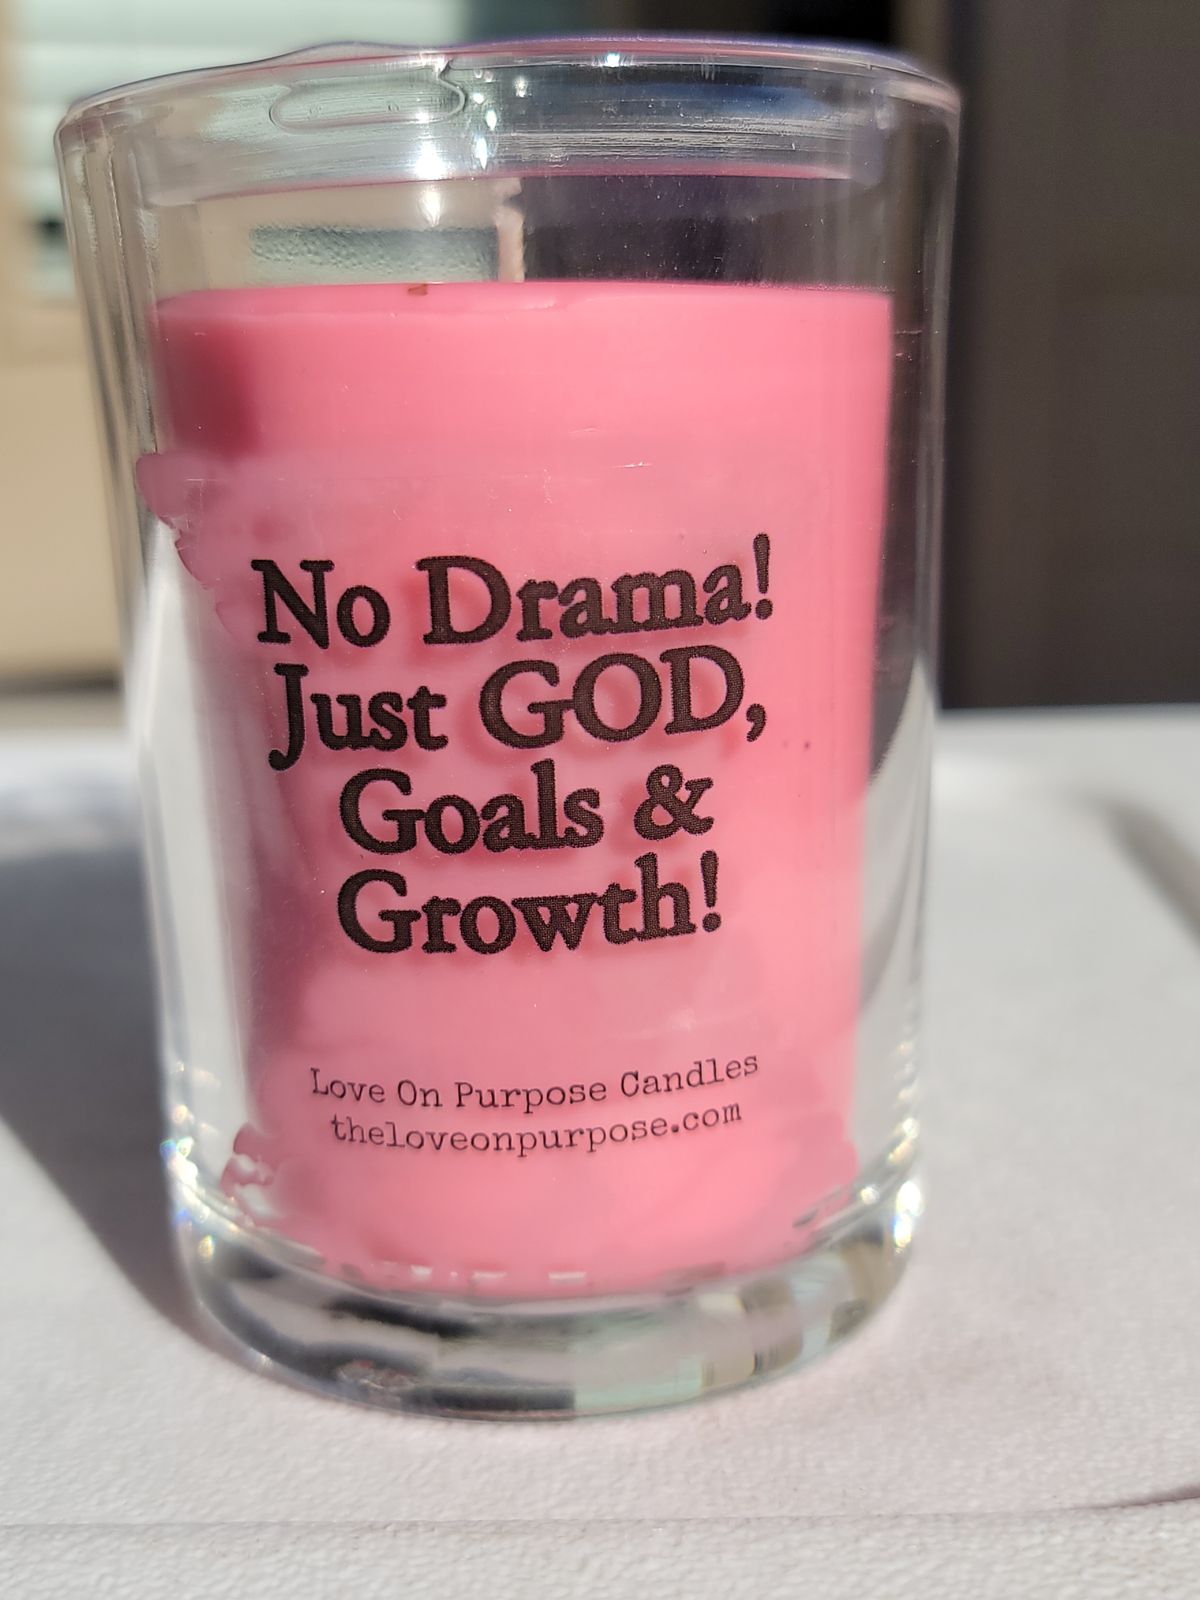 No Drama!
Just GOD,
Goals &
Growth!
Love On Purpose Candles
theloveonpurpose.com